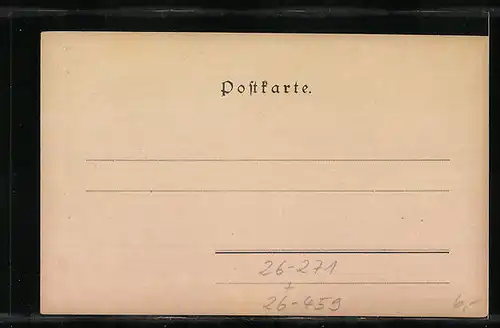 Postkarte.
26-271
+
26-459
6,-